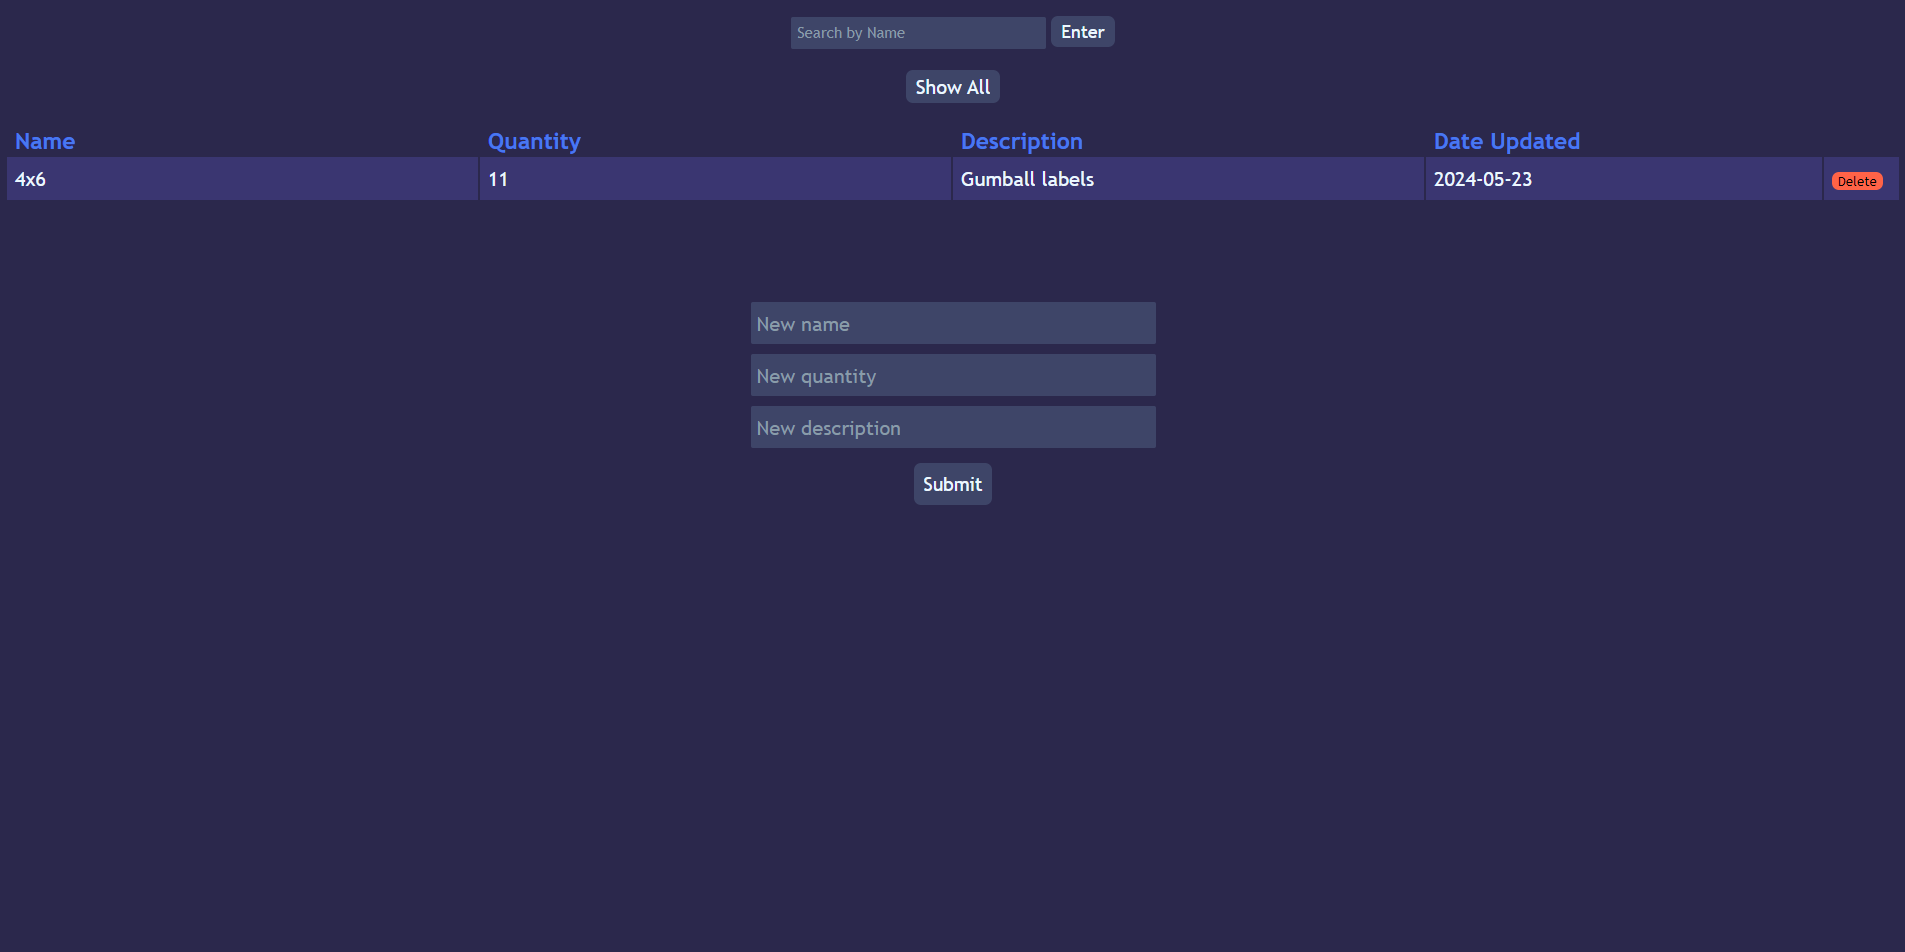 Search by Name Enter
Show All
Name Quantity Description Date Updated
4x6 11 Gumball labels 2024-05-23 Delete
New name
New quantity
New description
Submit